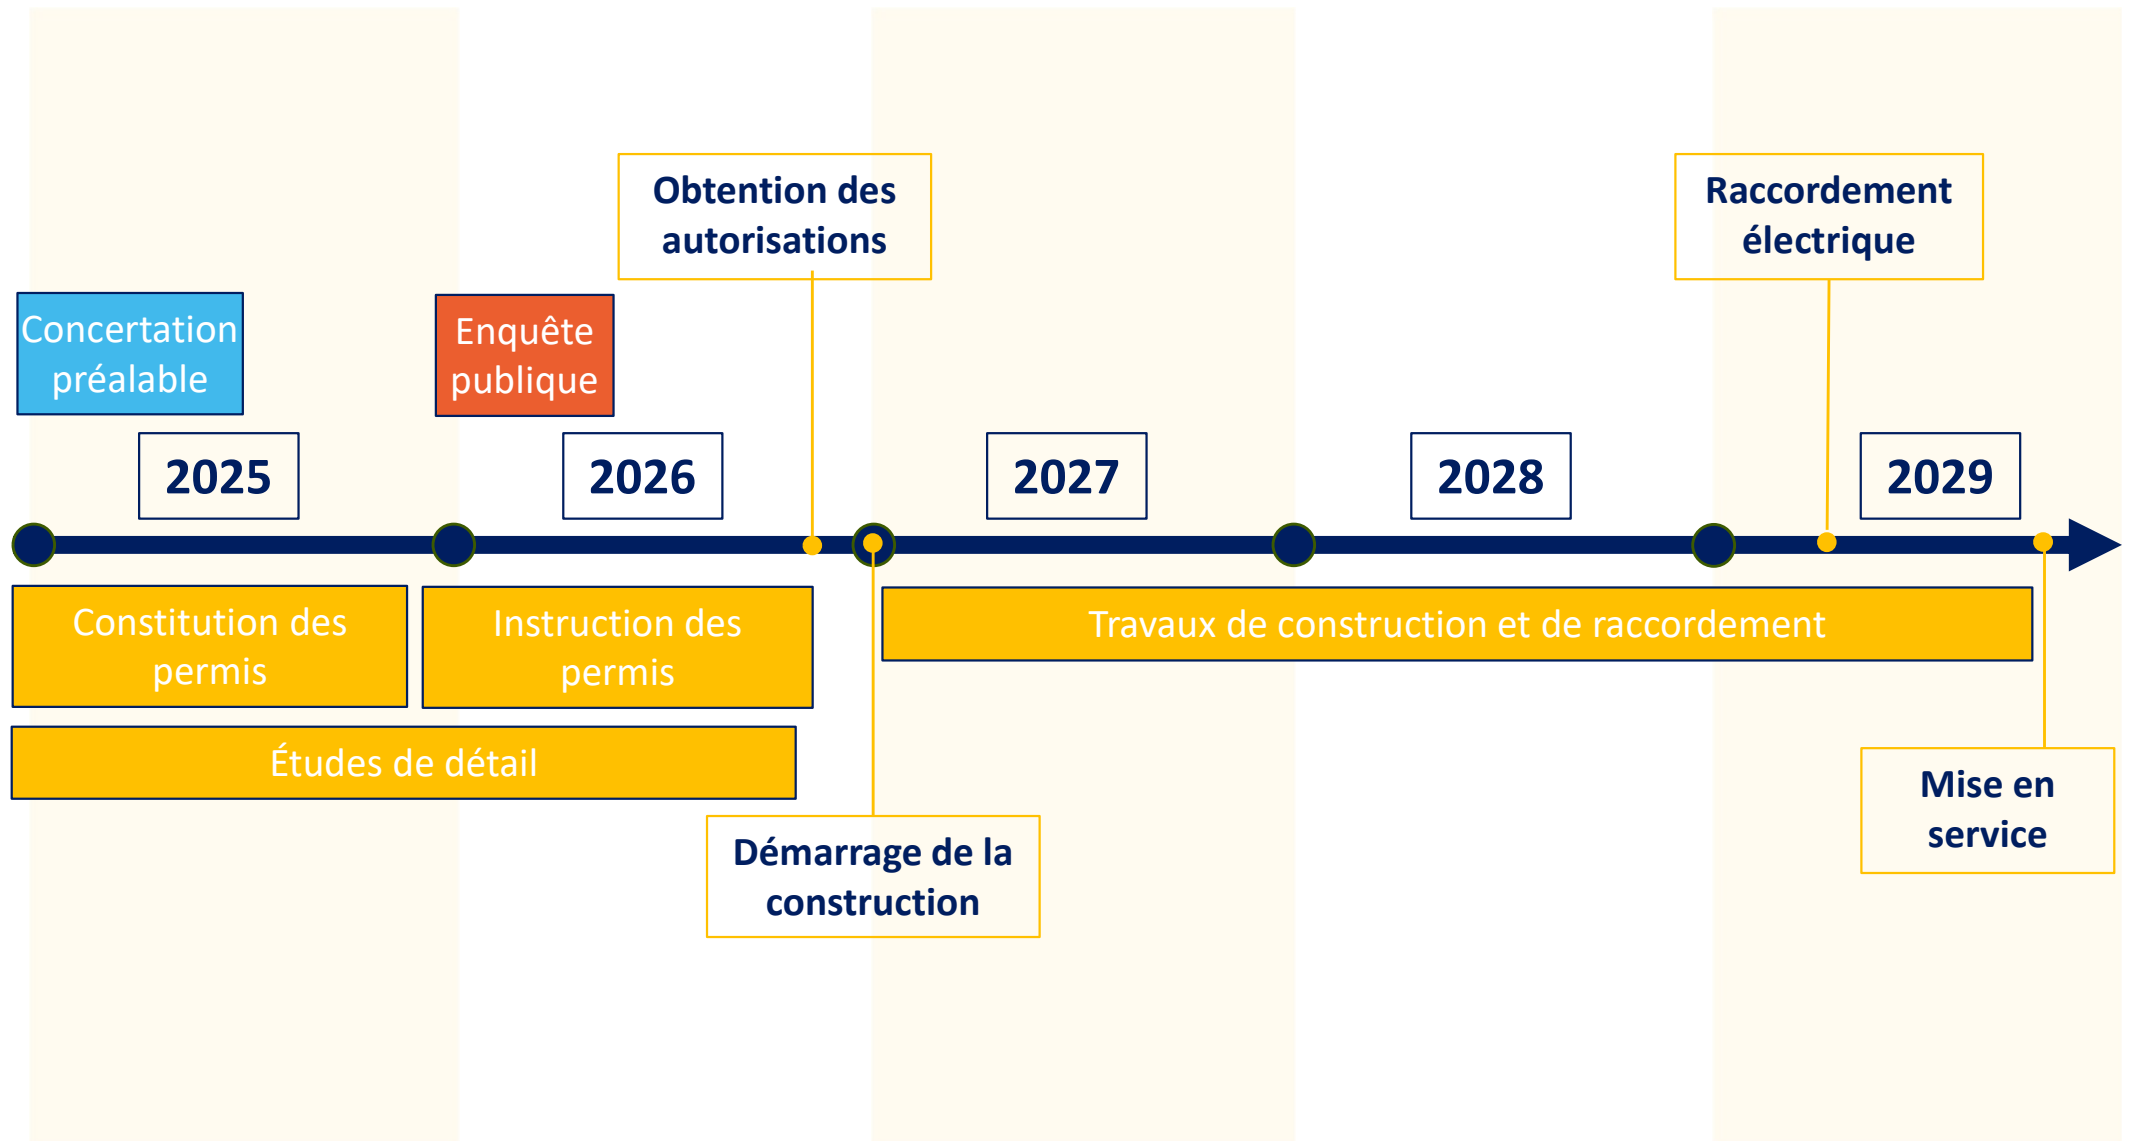 Obtention des
autorisations
Raccordement
électrique
Concertation
préalable
Enquête
publique
2025
2026
2027
2028
2029
Constitution des
permis
Instruction des
permis
Travaux de construction et de raccordement
Études de détail
Démarrage de la
construction
Mise en
service